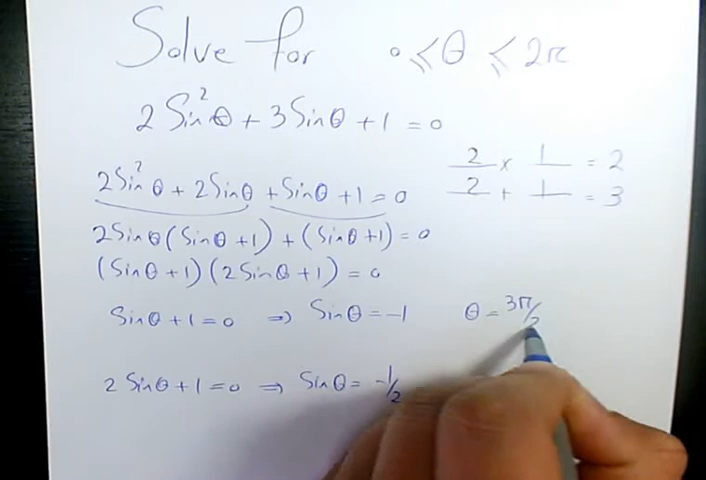 Solve for 0 ⩽ θ ⩽ 2π
2 Sin²θ + 3Sinθ + 1 = 0
2 x 1 = 2
2Sin²θ + 2Sinθ + Sinθ + 1 = 0
2 + 1 = 3
2Sinθ(Sinθ + 1) + (Sinθ + 1) = 0
(Sinθ + 1)(2Sinθ + 1) = 0
Sinθ + 1 = 0 ⇒ Sinθ = -1 θ = 3π/2
2 Sinθ + 1 = 0 ⇒ Sinθ = -1/2